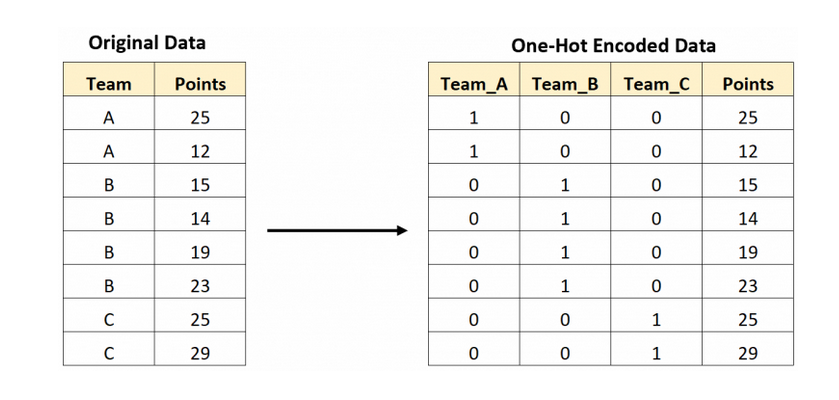 Original Data
Team Points
A 25
A 12
B 15
B 14
B 19
B 23
C 25
C 29
One-Hot Encoded Data
Team_A Team_B Team_C Points
1 0 0 25
1 0 0 12
0 1 0 15
0 1 0 14
0 1 0 19
0 1 0 23
0 0 1 25
0 0 1 29